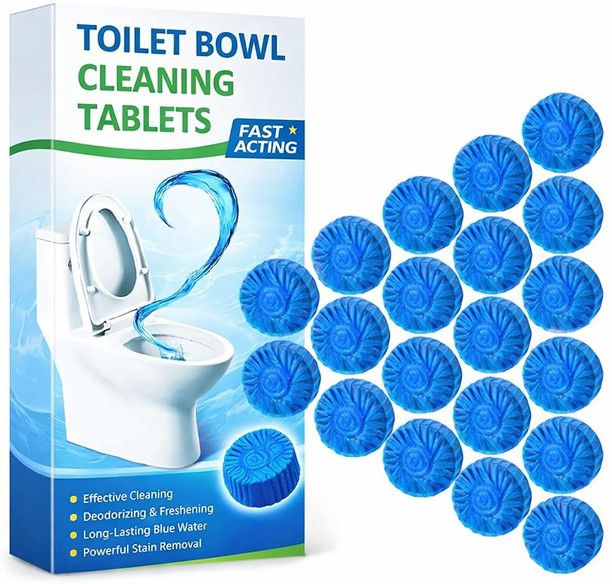 TOILET BOWL
CLEANING
TABLETS
FAST
ACTING
Effective Cleaning
Deodorizing & Freshening
Long-Lasting Blue Water
Powerful Stain Removal